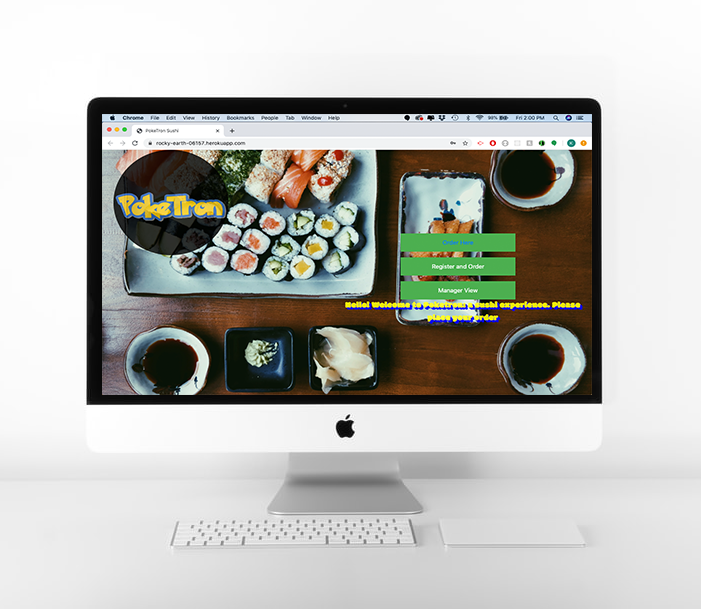 Chrome File Edit View History Bookmarks People Tab Window Help 98% Fri 2:00 PM
PokeTron Sushi
rocky-earth-06157.herokuapp.com
PokeTron
Order Here
Register and Order
Manager View
Hello! Welcome to Poketron: a sushi experience. Please
place your order